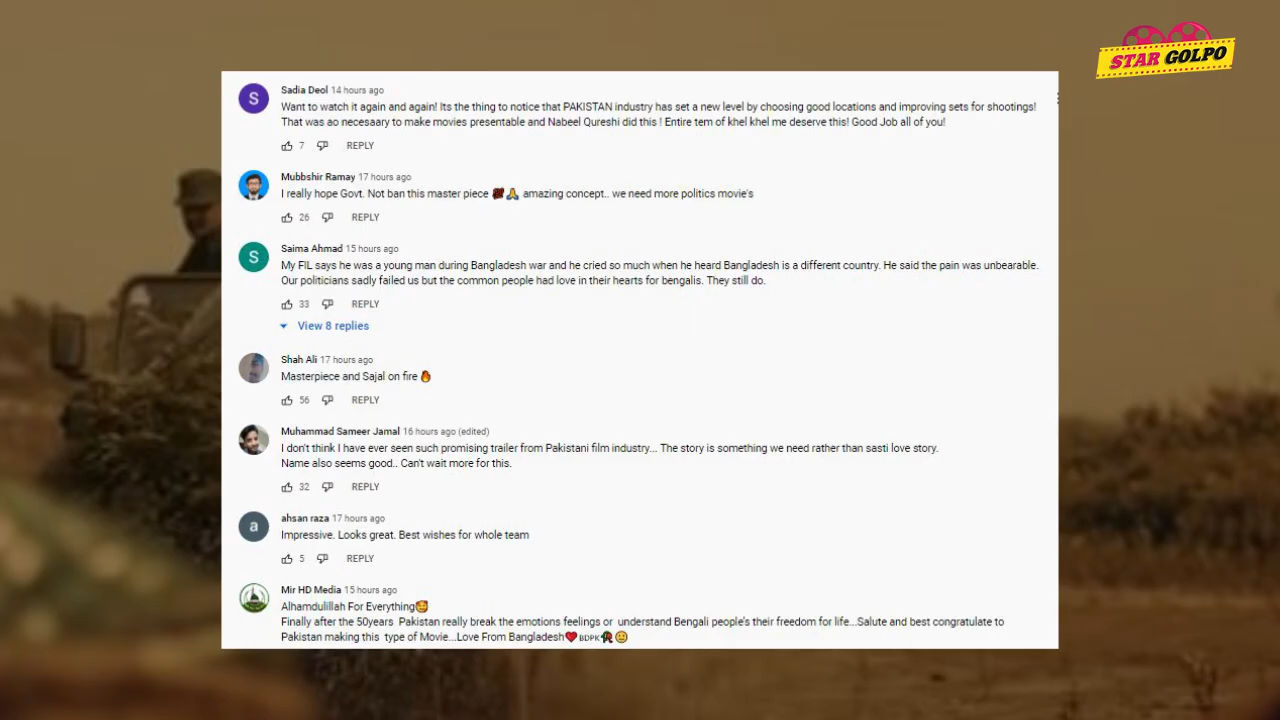 STAR GOLPO
S
Sadia Deol 14 hours ago
Want to watch it again and again! Its the thing to notice that PAKISTAN industry has set a new level by choosing good locations and improving sets for shootings!
That was ao necesaary to make movies presentable and Nabeel Qureshi did this ! Entire tem of khel khel me deserve this! Good Job all of you!
7 REPLY
Mubbshir Ramay 17 hours ago
I really hope Govt. Not ban this master piece 🙏 amazing concept.. we need more politics movie's
26 REPLY
S
Saima Ahmad 15 hours ago
My FIL says he was a young man during Bangladesh war and he cried so much when he heard Bangladesh is a different country. He said the pain was unbearable.
Our politicians sadly failed us but the common people had love in their hearts for bengalis. They still do.
33 REPLY
View 8 replies
Shah Ali 17 hours ago
Masterpiece and Sajal on fire 🔥
56 REPLY
Muhammad Sameer Jamal 16 hours ago (edited)
I don't think I have ever seen such promising trailer from Pakistani film industry... The story is something we need rather than sasti love story.
Name also seems good.. Can't wait more for this.
32 REPLY
a
ahsan raza 17 hours ago
Impressive. Looks great. Best wishes for whole team
5 REPLY
Mir HD Media 15 hours ago
Alhamdulillah For Everything🥰
Finally after the 50years Pakistan really break the emotions feelings or understand Bengali people's their freedom for life...Salute and best congratulate to
Pakistan making this type of Movie...Love From Bangladesh❤️ BDPK🥀🙂